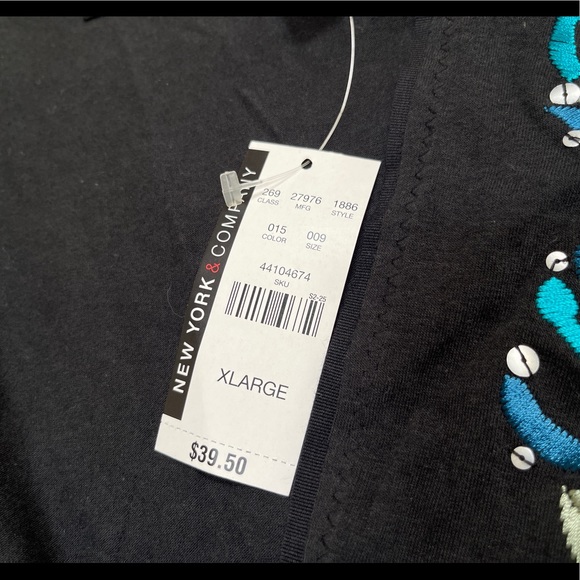 NEW YORK & COMPANY
269 27976 1886
CLASS MFG STYLE
015 009
COLOR SIZE
44104674
SKU
S2-25
XLARGE
$39.50